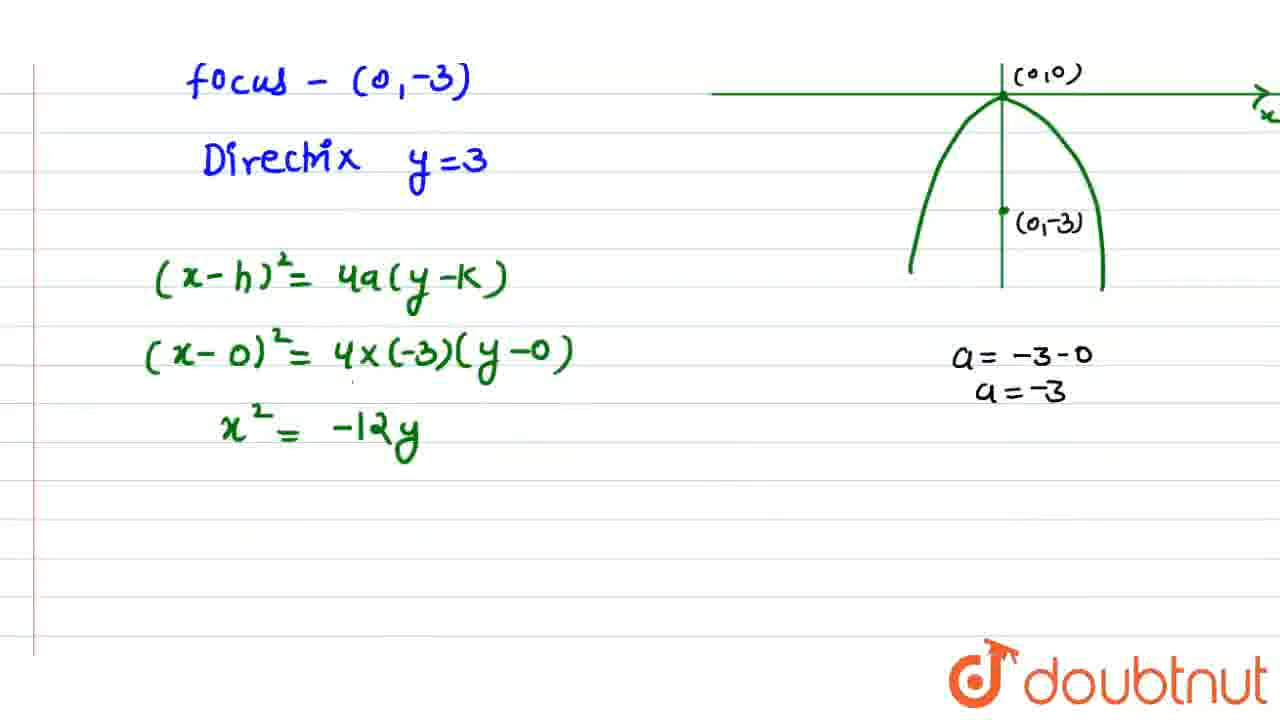 focus - (0,-3)
Directrix y=3
(x-h)²= 4a(y-K)
(x-0)²= 4×(-3)(y-0)
x²= -12y
(0,0)
x
(0,-3)
a= -3-0
a=-3
doubtnut